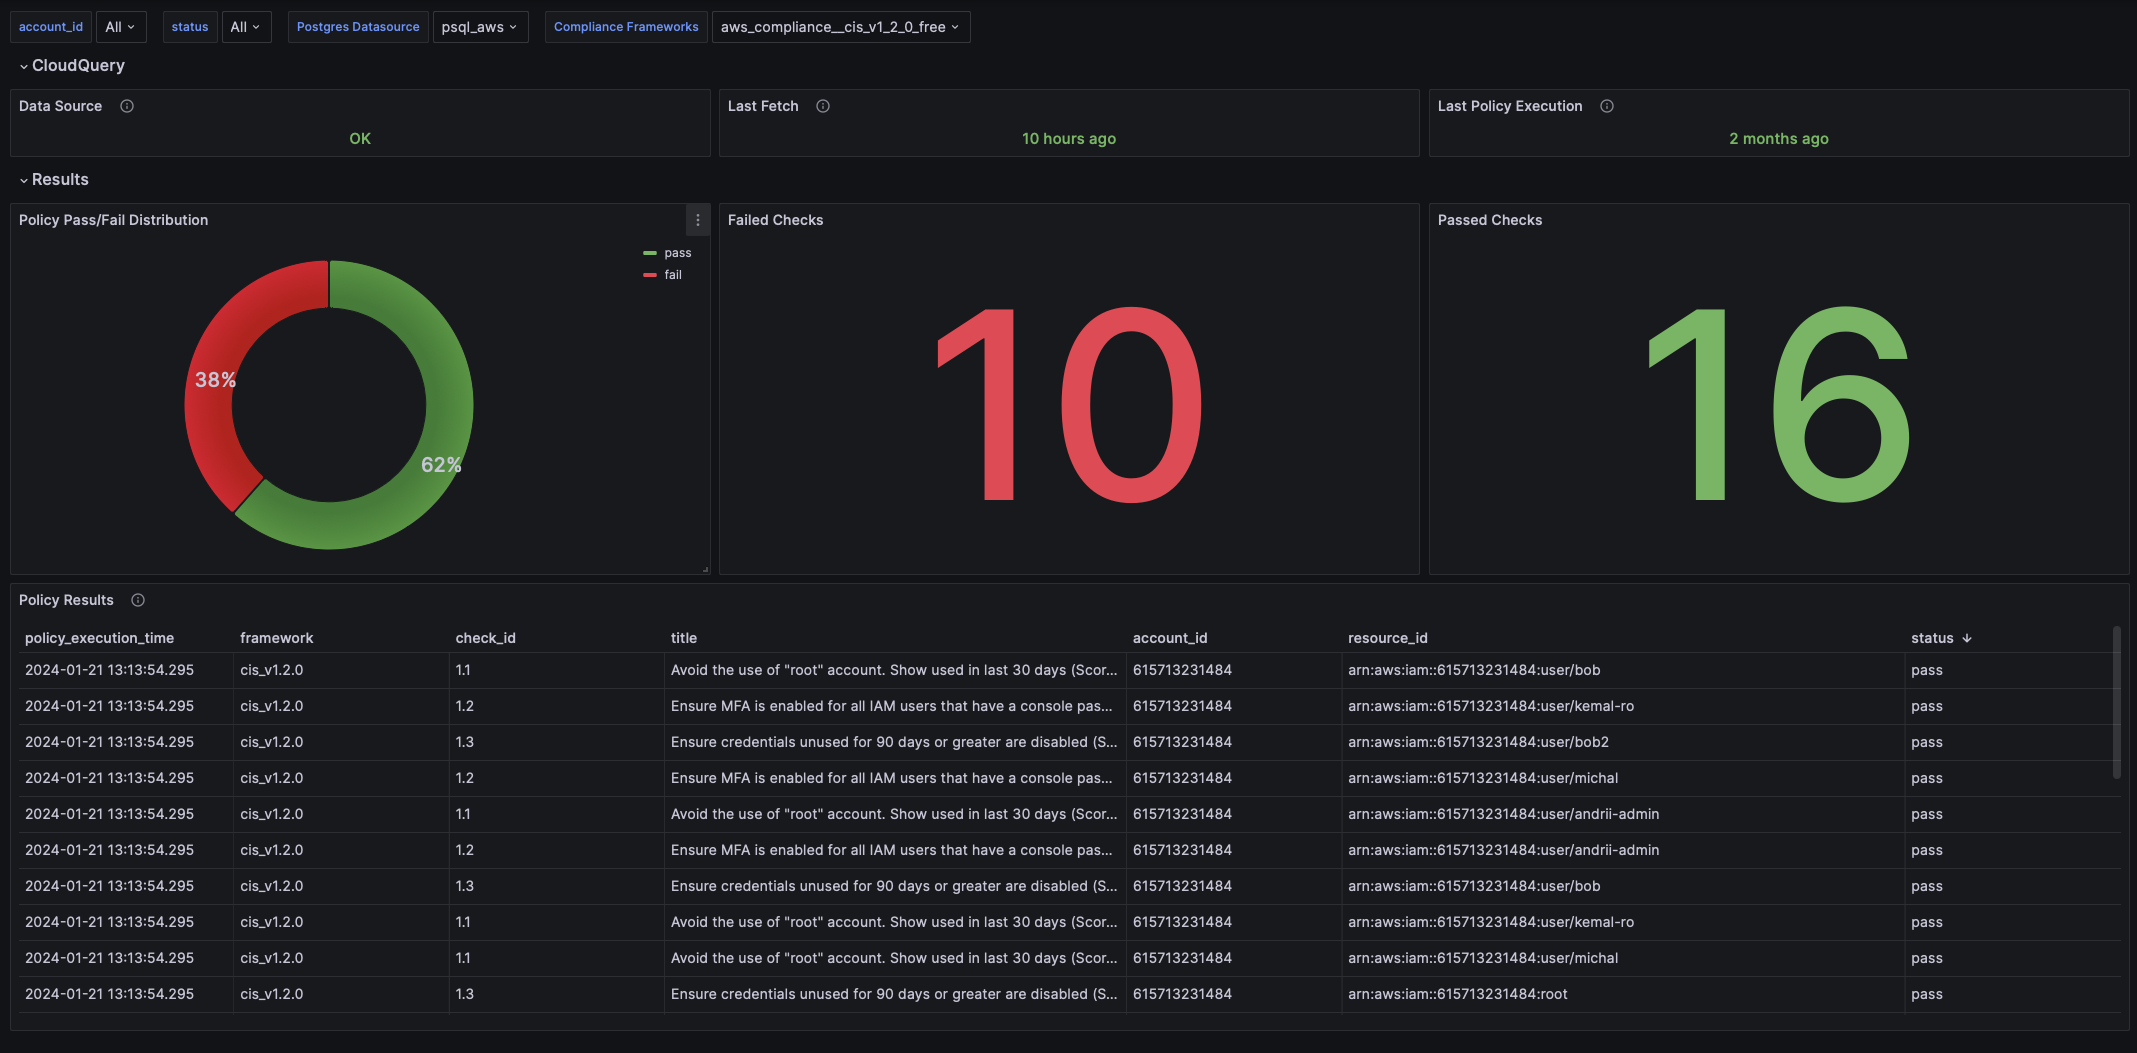 account_id All status All Postgres Datasource psql_aws Compliance Frameworks aws_compliance__cis_v1_2_0_free
CloudQuery
Data Source
OK
Last Fetch
10 hours ago
Last Policy Execution
2 months ago
Results
Policy Pass/Fail Distribution
pass
fail
38%
62%
Failed Checks
10
Passed Checks
16
Policy Results
policy_execution_time framework check_id title account_id resource_id status
2024-01-21 13:13:54.295 cis_v1.2.0 1.1 Avoid the use of "root" account. Show used in last 30 days (Scor... 615713231484 arn:aws:iam::615713231484:user/bob pass
2024-01-21 13:13:54.295 cis_v1.2.0 1.2 Ensure MFA is enabled for all IAM users that have a console pas... 615713231484 arn:aws:iam::615713231484:user/kemal-ro pass
2024-01-21 13:13:54.295 cis_v1.2.0 1.3 Ensure credentials unused for 90 days or greater are disabled (S... 615713231484 arn:aws:iam::615713231484:user/bob2 pass
2024-01-21 13:13:54.295 cis_v1.2.0 1.2 Ensure MFA is enabled for all IAM users that have a console pas... 615713231484 arn:aws:iam::615713231484:user/michal pass
2024-01-21 13:13:54.295 cis_v1.2.0 1.1 Avoid the use of "root" account. Show used in last 30 days (Scor... 615713231484 arn:aws:iam::615713231484:user/andrii-admin pass
2024-01-21 13:13:54.295 cis_v1.2.0 1.2 Ensure MFA is enabled for all IAM users that have a console pas... 615713231484 arn:aws:iam::615713231484:user/andrii-admin pass
2024-01-21 13:13:54.295 cis_v1.2.0 1.3 Ensure credentials unused for 90 days or greater are disabled (S... 615713231484 arn:aws:iam::615713231484:user/bob pass
2024-01-21 13:13:54.295 cis_v1.2.0 1.1 Avoid the use of "root" account. Show used in last 30 days (Scor... 615713231484 arn:aws:iam::615713231484:user/kemal-ro pass
2024-01-21 13:13:54.295 cis_v1.2.0 1.1 Avoid the use of "root" account. Show used in last 30 days (Scor... 615713231484 arn:aws:iam::615713231484:user/michal pass
2024-01-21 13:13:54.295 cis_v1.2.0 1.3 Ensure credentials unused for 90 days or greater are disabled (S... 615713231484 arn:aws:iam::615713231484:root pass